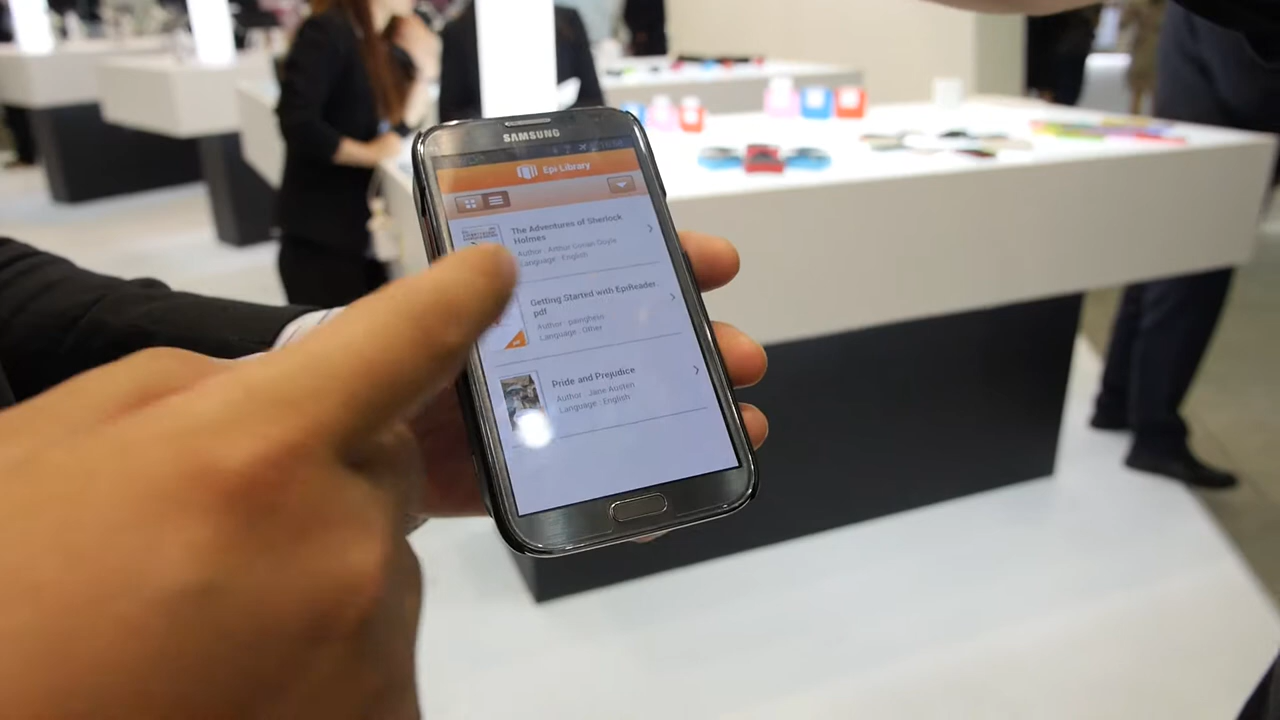 SAMSUNG
Epi Library
The Adventures of Sherlock
Holmes
Author : Arthur Conan Doyle
Language : English
Getting Started with EpiReader.
pdf
Author :
Language : Other
Pride and Prejudice
Author : Jane Austen
Language : English